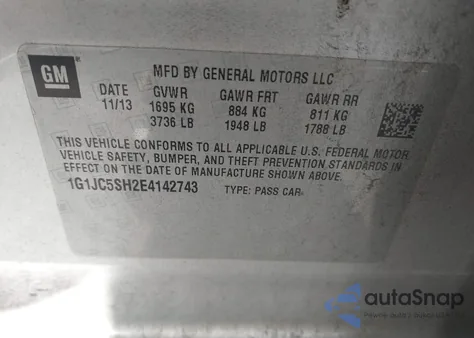 GM
MFD BY GENERAL MOTORS LLC
DATE GVWR GAWR FRT GAWR RR
11/13 1695 KG 884 KG 811 KG
3736 LB 1948 LB 1788 LB
THIS VEHICLE CONFORMS TO ALL APPLICABLE U.S. FEDERAL MOTOR
VEHICLE SAFETY, BUMPER, AND THEFT PREVENTION STANDARDS IN
EFFECT ON THE DATE OF MANUFACTURE SHOWN ABOVE.
1G1JC5SH2E4142743 TYPE: PASS CAR
autoSnap